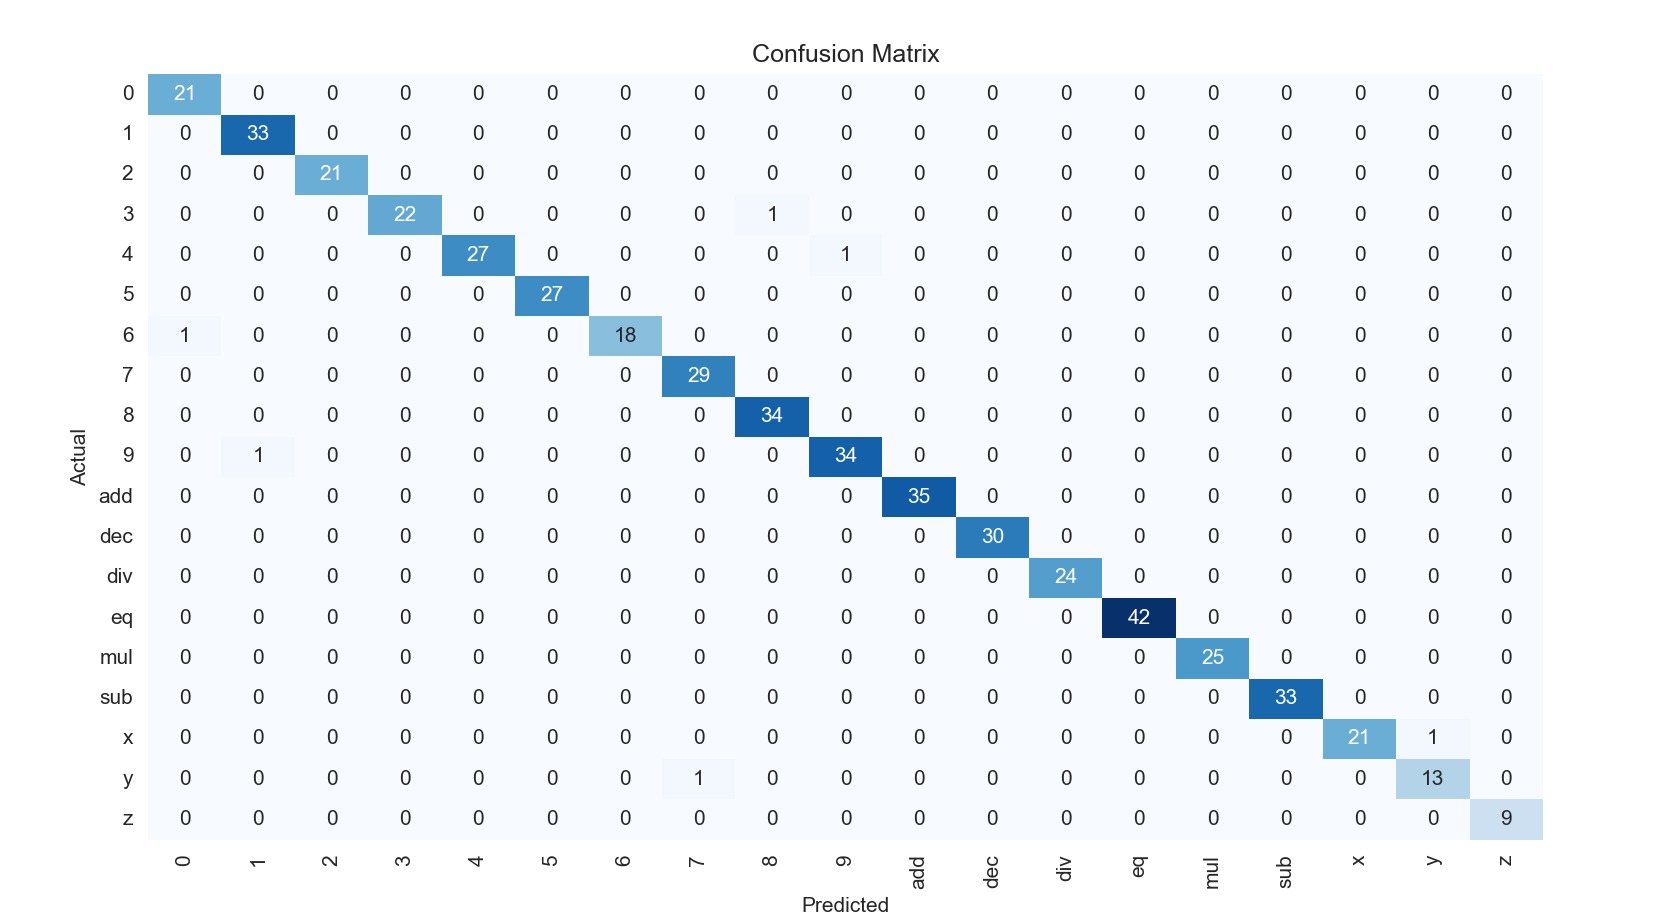 Confusion Matrix
0 21 0 0 0 0 0 0 0 0 0 0 0 0 0 0 0 0 0 0
1 0 33 0 0 0 0 0 0 0 0 0 0 0 0 0 0 0 0 0
2 0 0 21 0 0 0 0 0 0 0 0 0 0 0 0 0 0 0 0
3 0 0 0 22 0 0 0 0 1 0 0 0 0 0 0 0 0 0 0
4 0 0 0 0 27 0 0 0 0 1 0 0 0 0 0 0 0 0 0
5 0 0 0 0 0 27 0 0 0 0 0 0 0 0 0 0 0 0 0
6 1 0 0 0 0 0 18 0 0 0 0 0 0 0 0 0 0 0 0
7 0 0 0 0 0 0 0 29 0 0 0 0 0 0 0 0 0 0 0
8 0 0 0 0 0 0 0 0 34 0 0 0 0 0 0 0 0 0 0
Actual
9 0 1 0 0 0 0 0 0 0 34 0 0 0 0 0 0 0 0 0
add 0 0 0 0 0 0 0 0 0 0 35 0 0 0 0 0 0 0 0
dec 0 0 0 0 0 0 0 0 0 0 0 30 0 0 0 0 0 0 0
div 0 0 0 0 0 0 0 0 0 0 0 0 24 0 0 0 0 0 0
eq 0 0 0 0 0 0 0 0 0 0 0 0 0 42 0 0 0 0 0
mul 0 0 0 0 0 0 0 0 0 0 0 0 0 0 25 0 0 0 0
sub 0 0 0 0 0 0 0 0 0 0 0 0 0 0 0 33 0 0 0
x 0 0 0 0 0 0 0 0 0 0 0 0 0 0 0 0 21 1 0
y 0 0 0 0 0 0 0 1 0 0 0 0 0 0 0 0 0 13 0
z 0 0 0 0 0 0 0 0 0 0 0 0 0 0 0 0 0 0 9
0 1 2 3 4 5 6 7 8 9 add dec div eq mul sub x y z
Predicted